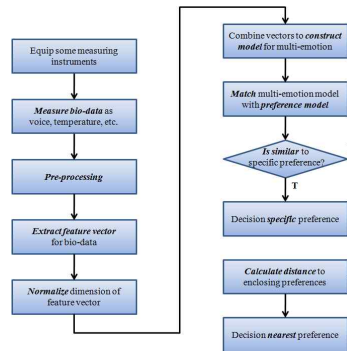 Equip some measuring
instruments
Measure bio-data as
voice, temperature, etc.
Pre-processing
Extract feature vector
for bio-data
Normalize dimension of
feature vector
Combine vectors to construct
model for multi-emotion
Match multi-emotion model
with preference model
Is similar to
specific preference?
T
Decision specific preference
Calculate distance to
enclosing preferences
Decision nearest preference